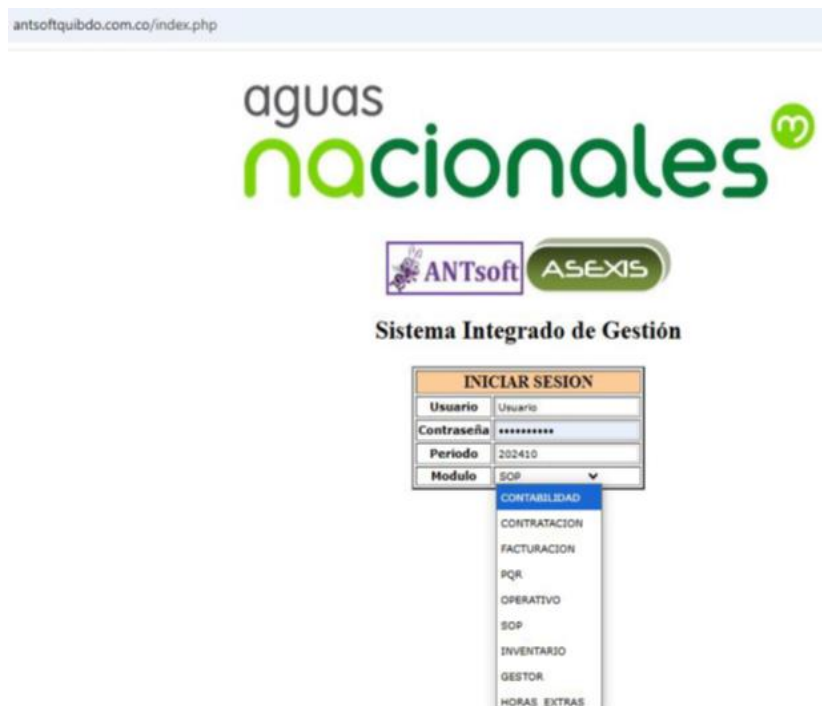 antsoftquibdo.com.co/index.php
aguas
nacionales
ANTsoft ASEXIS
Sistema Integrado de Gestión
INICIAR SESION
Usuario Usuario
Contraseña ••••••••••
Periodo 202410
Modulo SOP
CONTABILIDAD
CONTRATACION
FACTURACION
PQR
OPERATIVO
SOP
INVENTARIO
GESTOR
HORAS EXTRAS